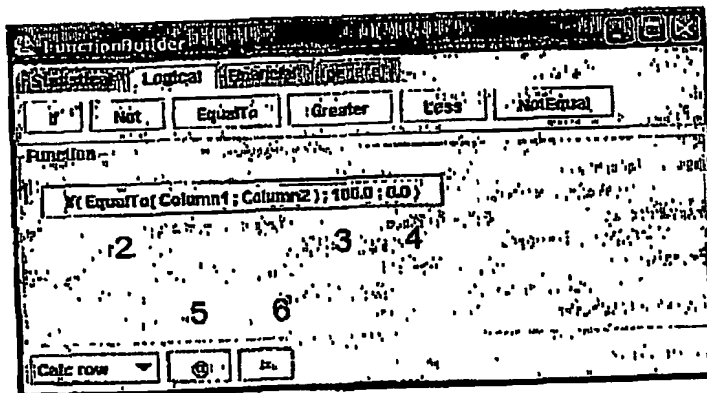 FunctionBuilder
Logical
If Not EqualTo Greater Less NotEqual
Function
If( EqualTo( Column1 ; Column2 ) ; 100.0 ; 0.0 )
2 3 4
5 6
Calc row